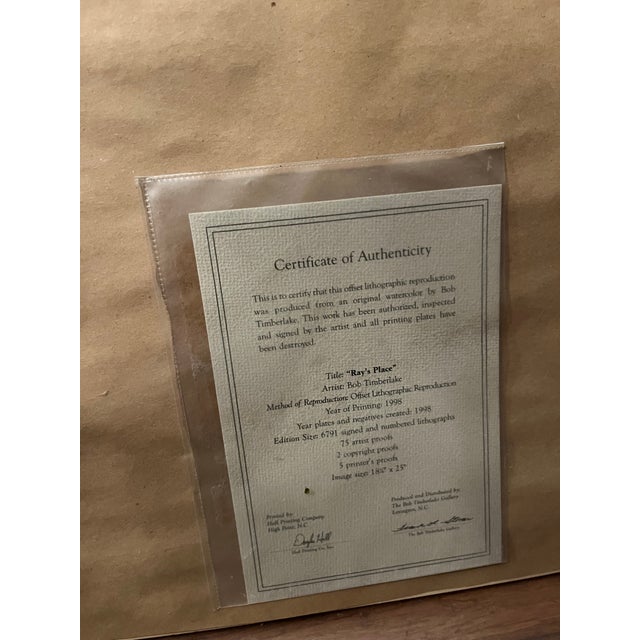 Certificate of Authenticity
This is to certify that this offset lithographic reproduction
was produced from an original watercolor by Bob
Timberlake. This work has been authorized, inspected
and signed by the artist and all printing plates have
been destroyed.
Title: "Ray's Place"
Artist: Bob Timberlake
Method of Reproduction: Offset Lithographic Reproduction
Year of Printing: 1998
Year plates and negatives created: 1998
Edition Size: 6791 signed and numbered lithographs
75 artist proofs
2 copyright proofs
5 printer's proofs
Image size: 18¾" x 25"
Printed by:
Hall Printing Company
High Point, N.C.
Hall Printing Co., Inc.
Produced and Distributed by:
The Bob Timberlake Gallery
Lexington, N.C.
The Bob Timberlake Gallery